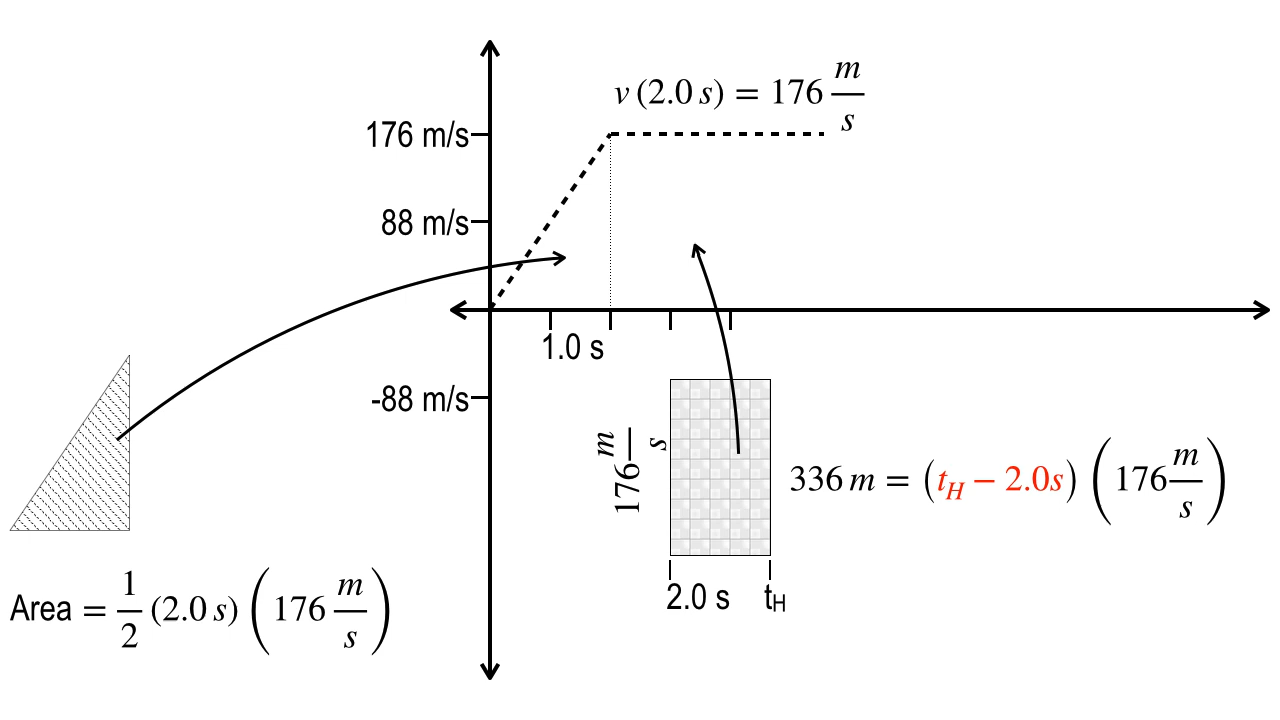 v (2.0 s) = 176 m/s
176 m/s
88 m/s
1.0 s
-88 m/s
176 m/s
336 m = (t_H − 2.0s) (176 m/s)
2.0 s
t_H
Area = 1/2 (2.0 s) (176 m/s)